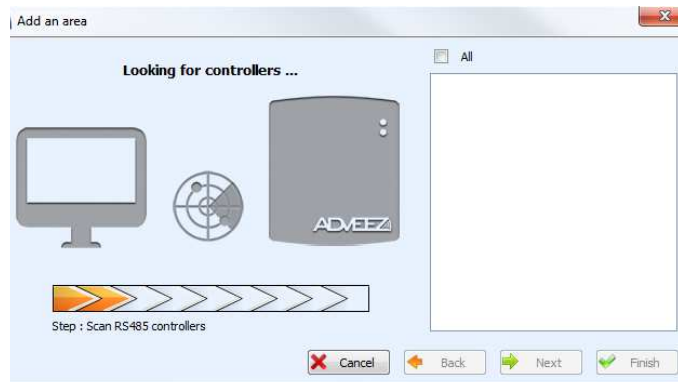 Add an area
Looking for controllers ...
All
ADVEEZ
Step : Scan RS485 controllers
Cancel
Back
Next
Finish